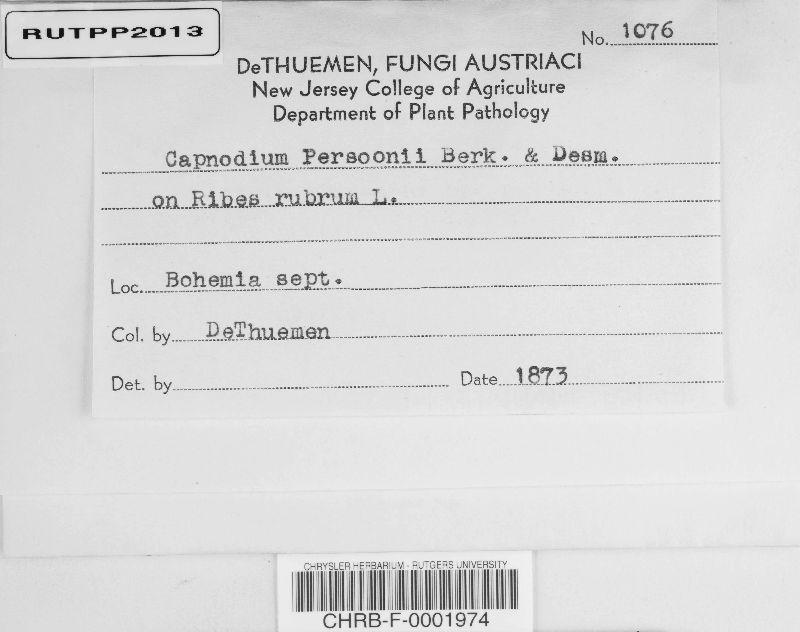 RUTPP2013
No. 1076
DeTHUEMEN, FUNGI AUSTRIACI
New Jersey College of Agriculture
Department of Plant Pathology
Capnodium Persoonii Berk. & Desm.
on Ribes rubrum L.
Loc. Bohemia sept.
Col. by DeThuemen
Det. by Date 1873
CHRYSLER HERBARIUM - RUTGERS UNIVERSITY
CHRB-F-0001974